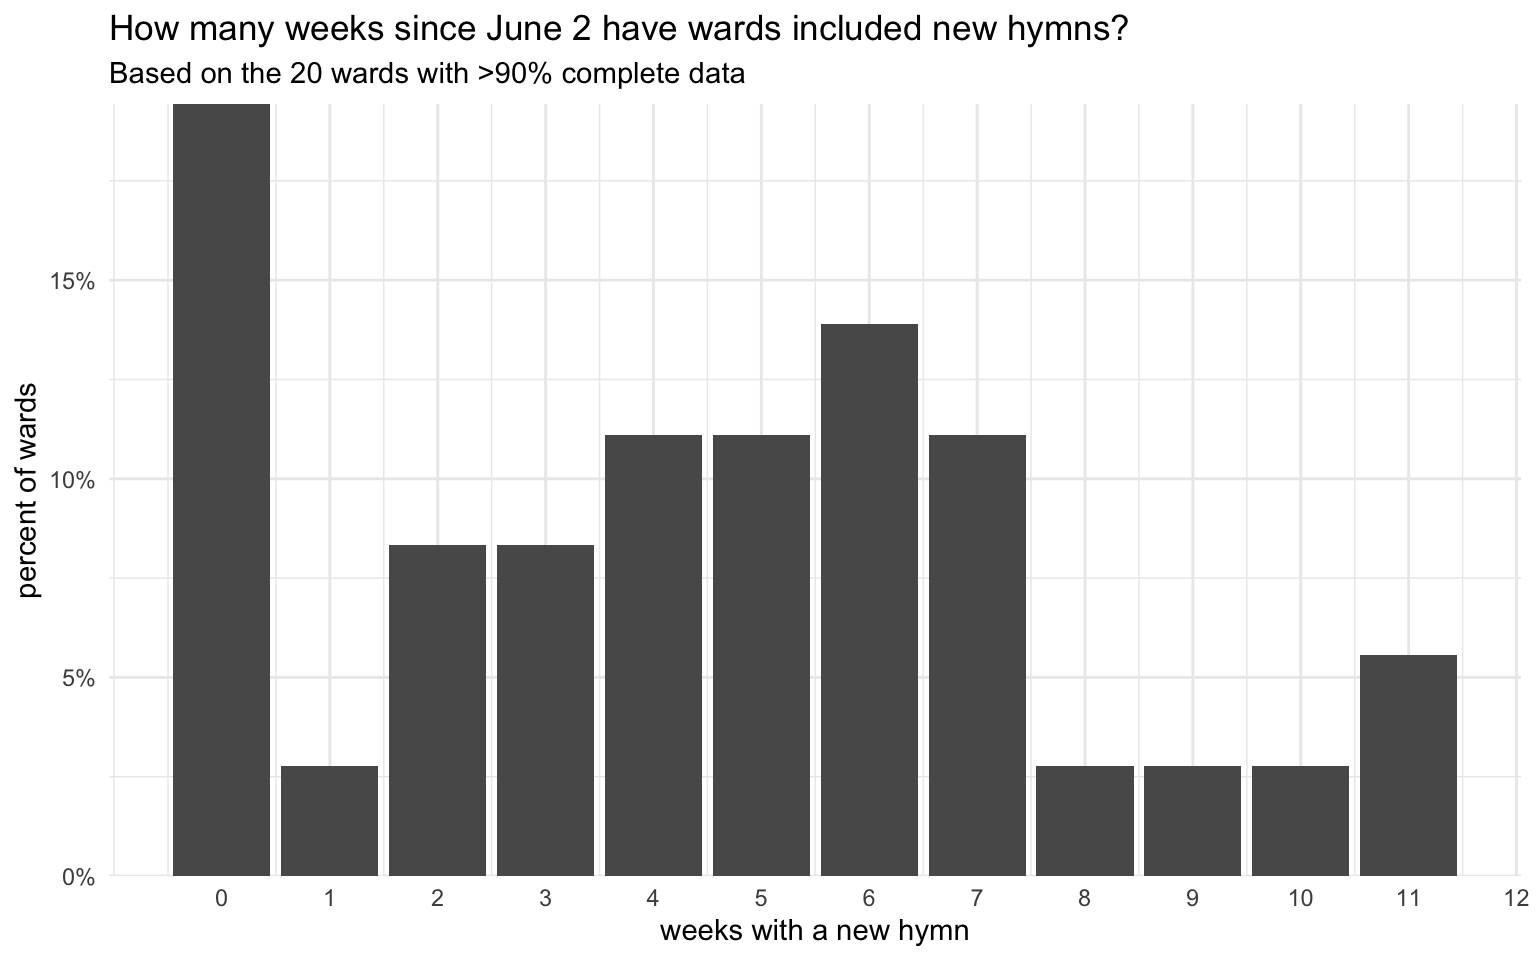 How many weeks since June 2 have wards included new hymns?
Based on the 20 wards with >90% complete data
percent of wards
15%
10%
5%
0%
0 1 2 3 4 5 6 7 8 9 10 11 12
weeks with a new hymn